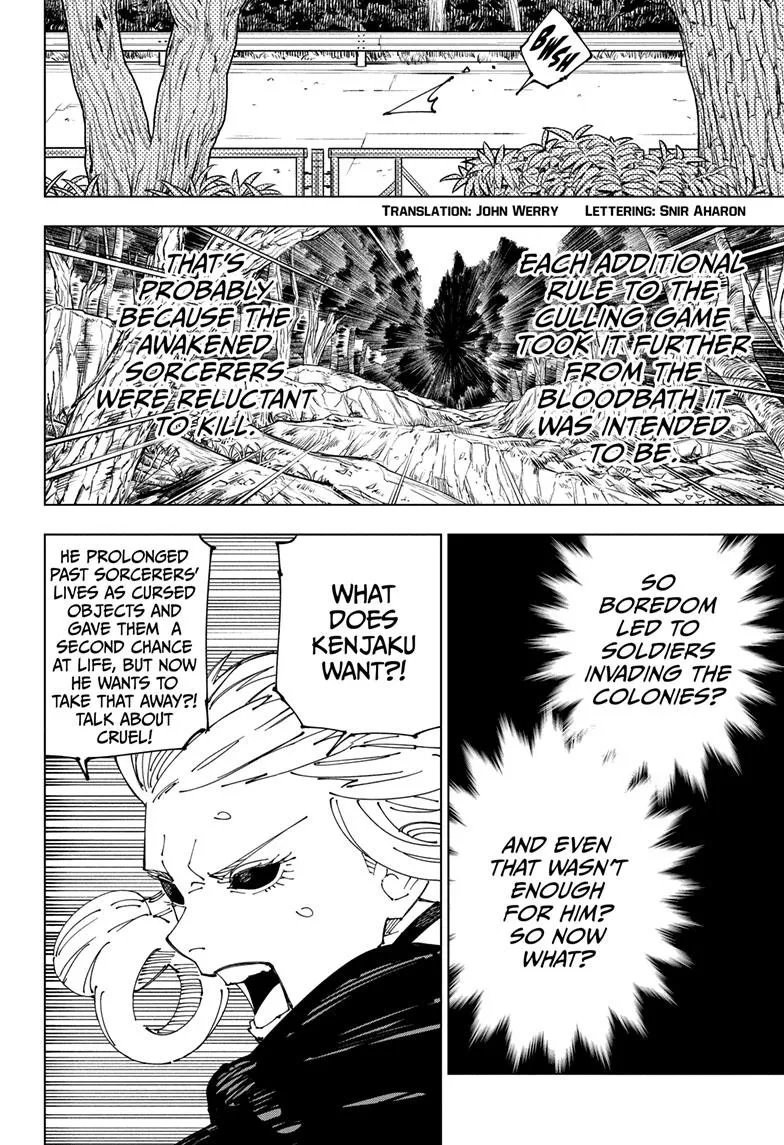 BWSH
TRANSLATION: JOHN WERRY LETTERING: SNIR AHARON
EACH ADDITIONAL
RULE TO THE
CULLING GAME
TOOK IT FURTHER
FROM THE
BLOODBATH IT
WAS INTENDED
TO BE.
THAT'S
PROBABLY
BECAUSE THE
AWAKENED
SORCERERS
WERE RELUCTANT
TO KILL.
SO
BOREDOM
LED TO
SOLDIERS
INVADING THE
COLONIES?
AND EVEN
THAT WASN'T
ENOUGH
FOR HIM?
SO NOW
WHAT?
WHAT
DOES
KENJAKU
WANT?!
HE PROLONGED
PAST SORCERERS'
LIVES AS CURSED
OBJECTS AND
GAVE THEM A
SECOND CHANCE
AT LIFE, BUT NOW
HE WANTS TO
TAKE THAT AWAY?!
TALK ABOUT
CRUEL!